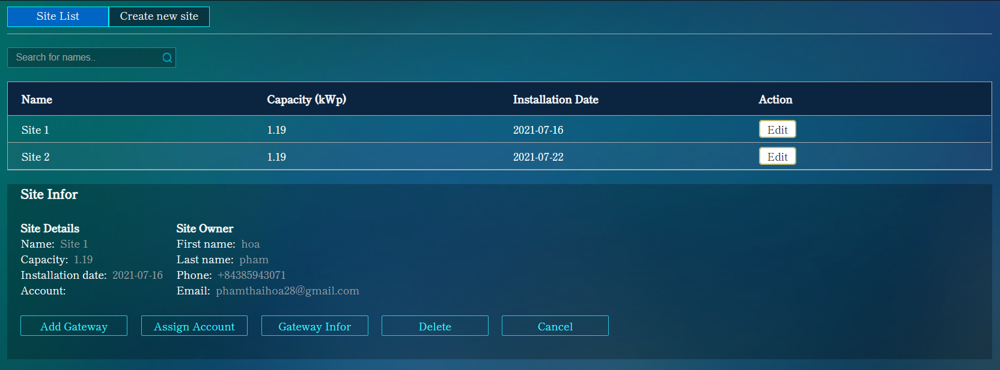 Site List Create new site
Search for names..
Name Capacity (kWp) Installation Date Action
Site 1 1.19 2021-07-16 Edit
Site 2 1.19 2021-07-22 Edit
Site Infor
Site Details Site Owner
Name: Site 1 First name: hoa
Capacity: 1.19 Last name: pham
Installation date: 2021-07-16 Phone: +84385943071
Account: Email: phamthaihoa28@gmail.com
Add Gateway Assign Account Gateway Infor Delete Cancel